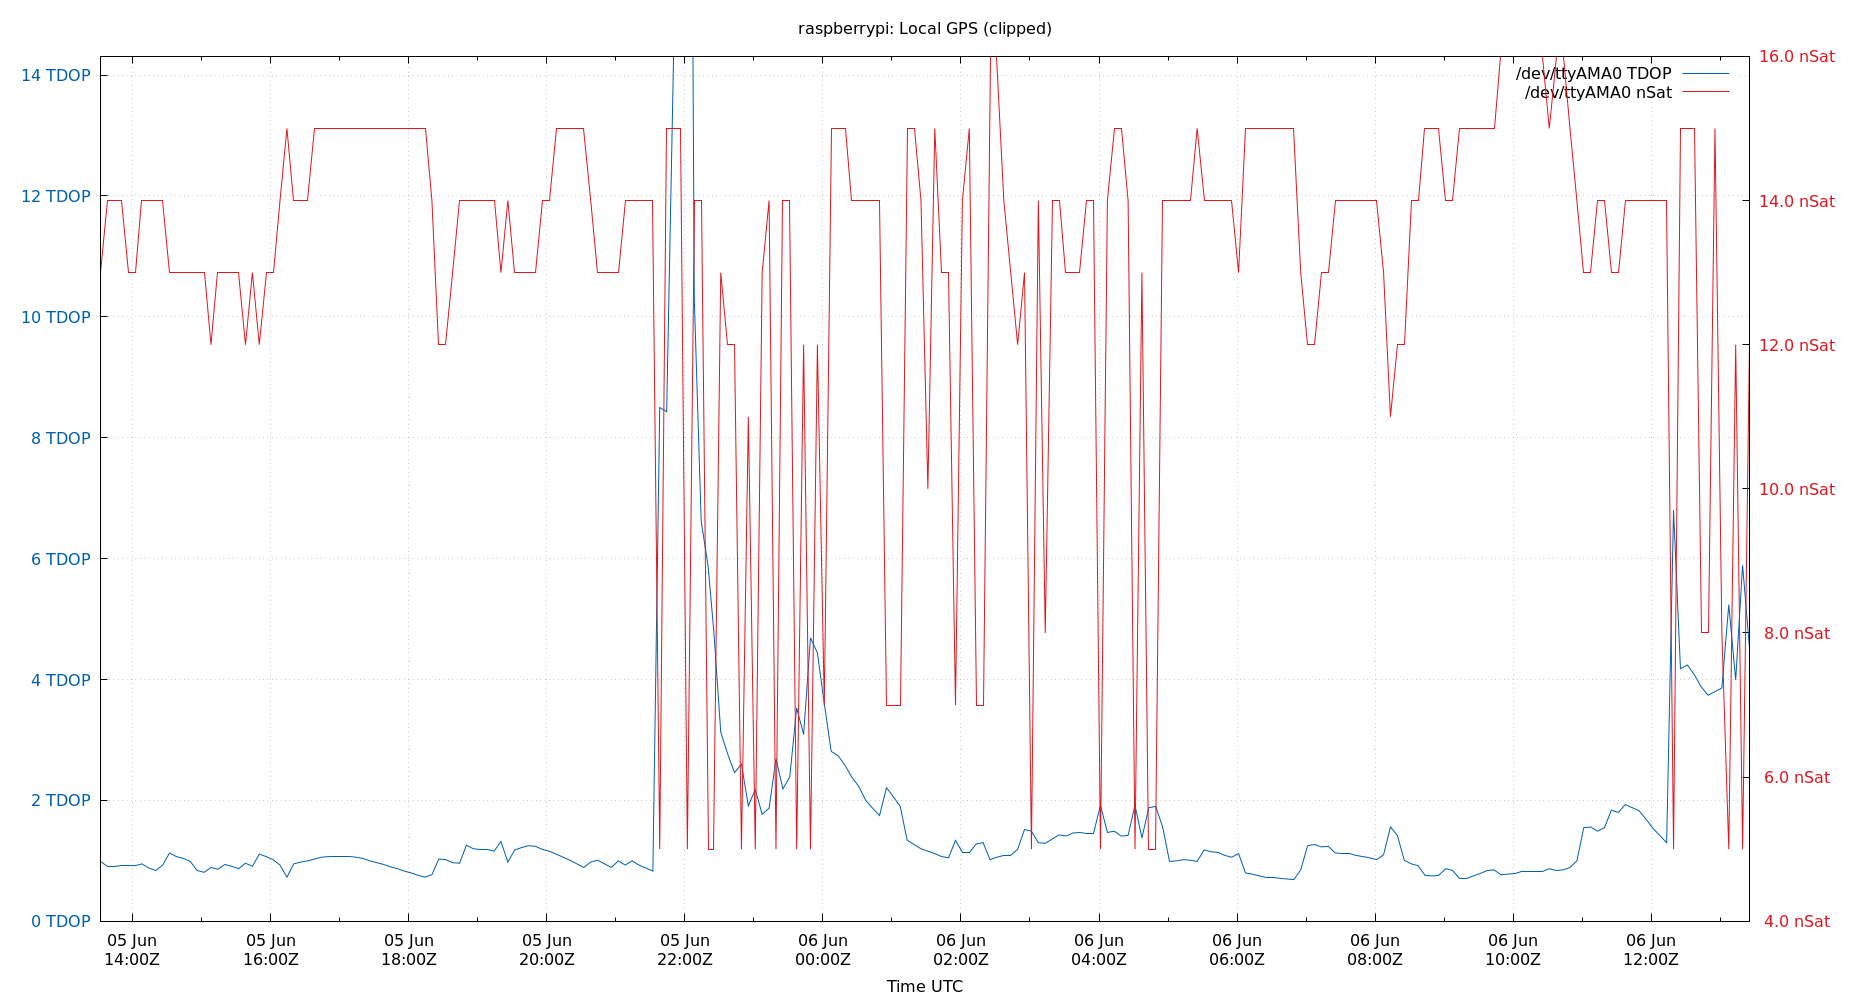 raspberrypi: Local GPS (clipped)
14 TDOP
12 TDOP
10 TDOP
8 TDOP
6 TDOP
4 TDOP
2 TDOP
0 TDOP
16.0 nSat
14.0 nSat
12.0 nSat
10.0 nSat
8.0 nSat
6.0 nSat
4.0 nSat
/dev/ttyAMA0 TDOP
/dev/ttyAMA0 nSat
05 Jun
14:00Z
05 Jun
16:00Z
05 Jun
18:00Z
05 Jun
20:00Z
05 Jun
22:00Z
06 Jun
00:00Z
06 Jun
02:00Z
06 Jun
04:00Z
06 Jun
06:00Z
06 Jun
08:00Z
06 Jun
10:00Z
06 Jun
12:00Z
Time UTC